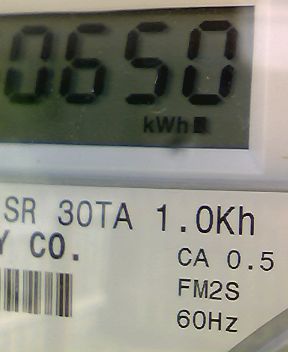 0650
kWh
SR 30TA 1.0Kh
Y CO.
CA 0.5
FM2S
60Hz